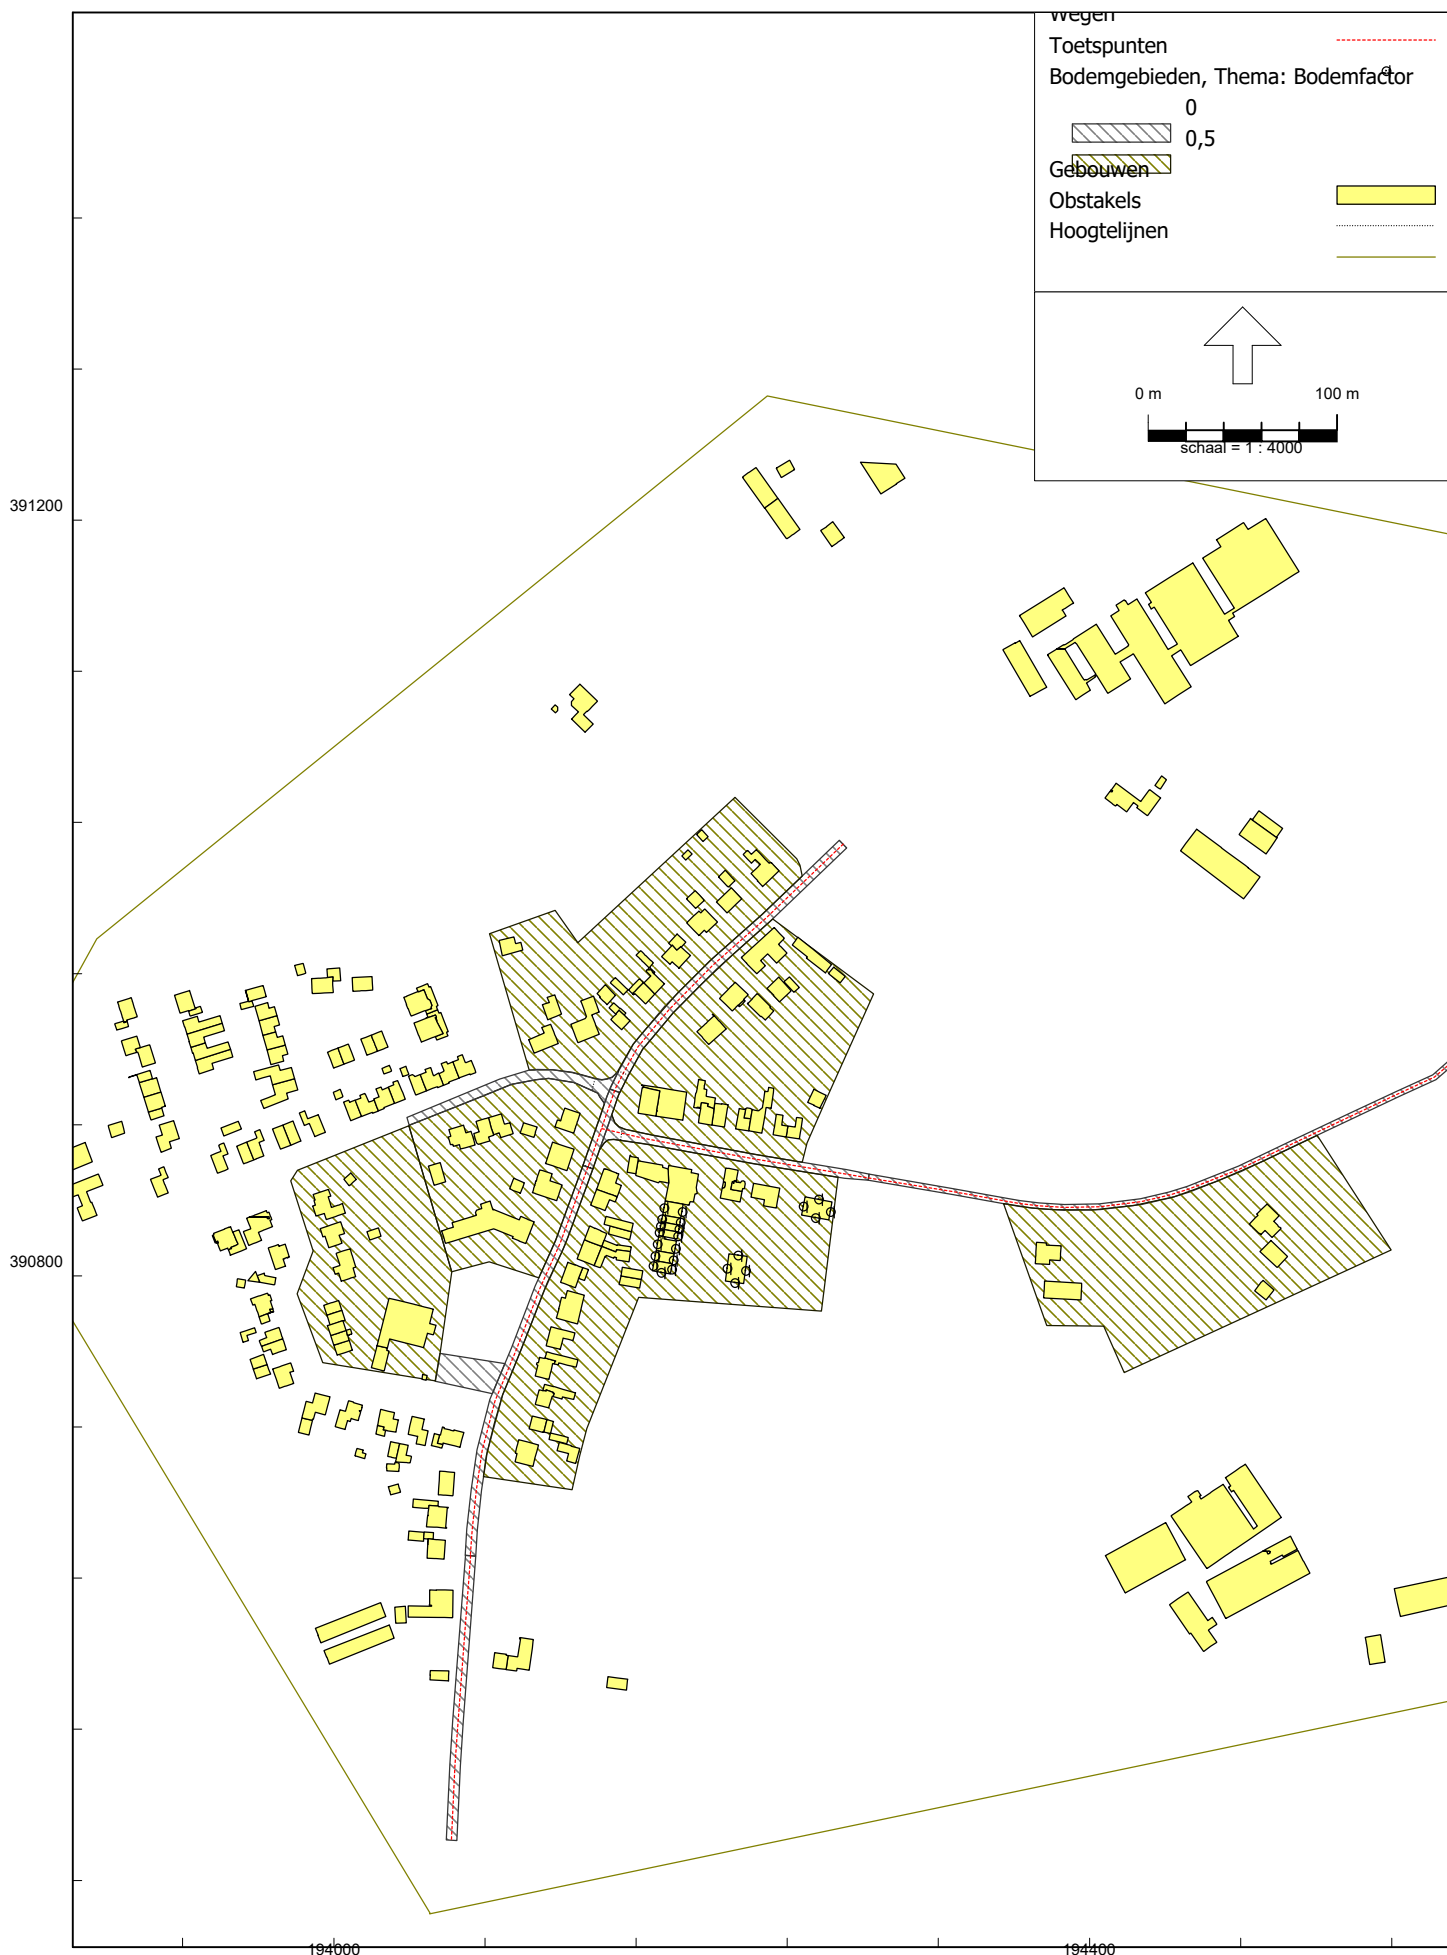 Wegen
Toetspunten
Bodemgebieden, Thema: Bodemfactor
0
0,5
Gebouwen
Obstakels
Hoogtelijnen
0 m 100 m
schaal = 1 : 4000
391200
390800
194000 194400